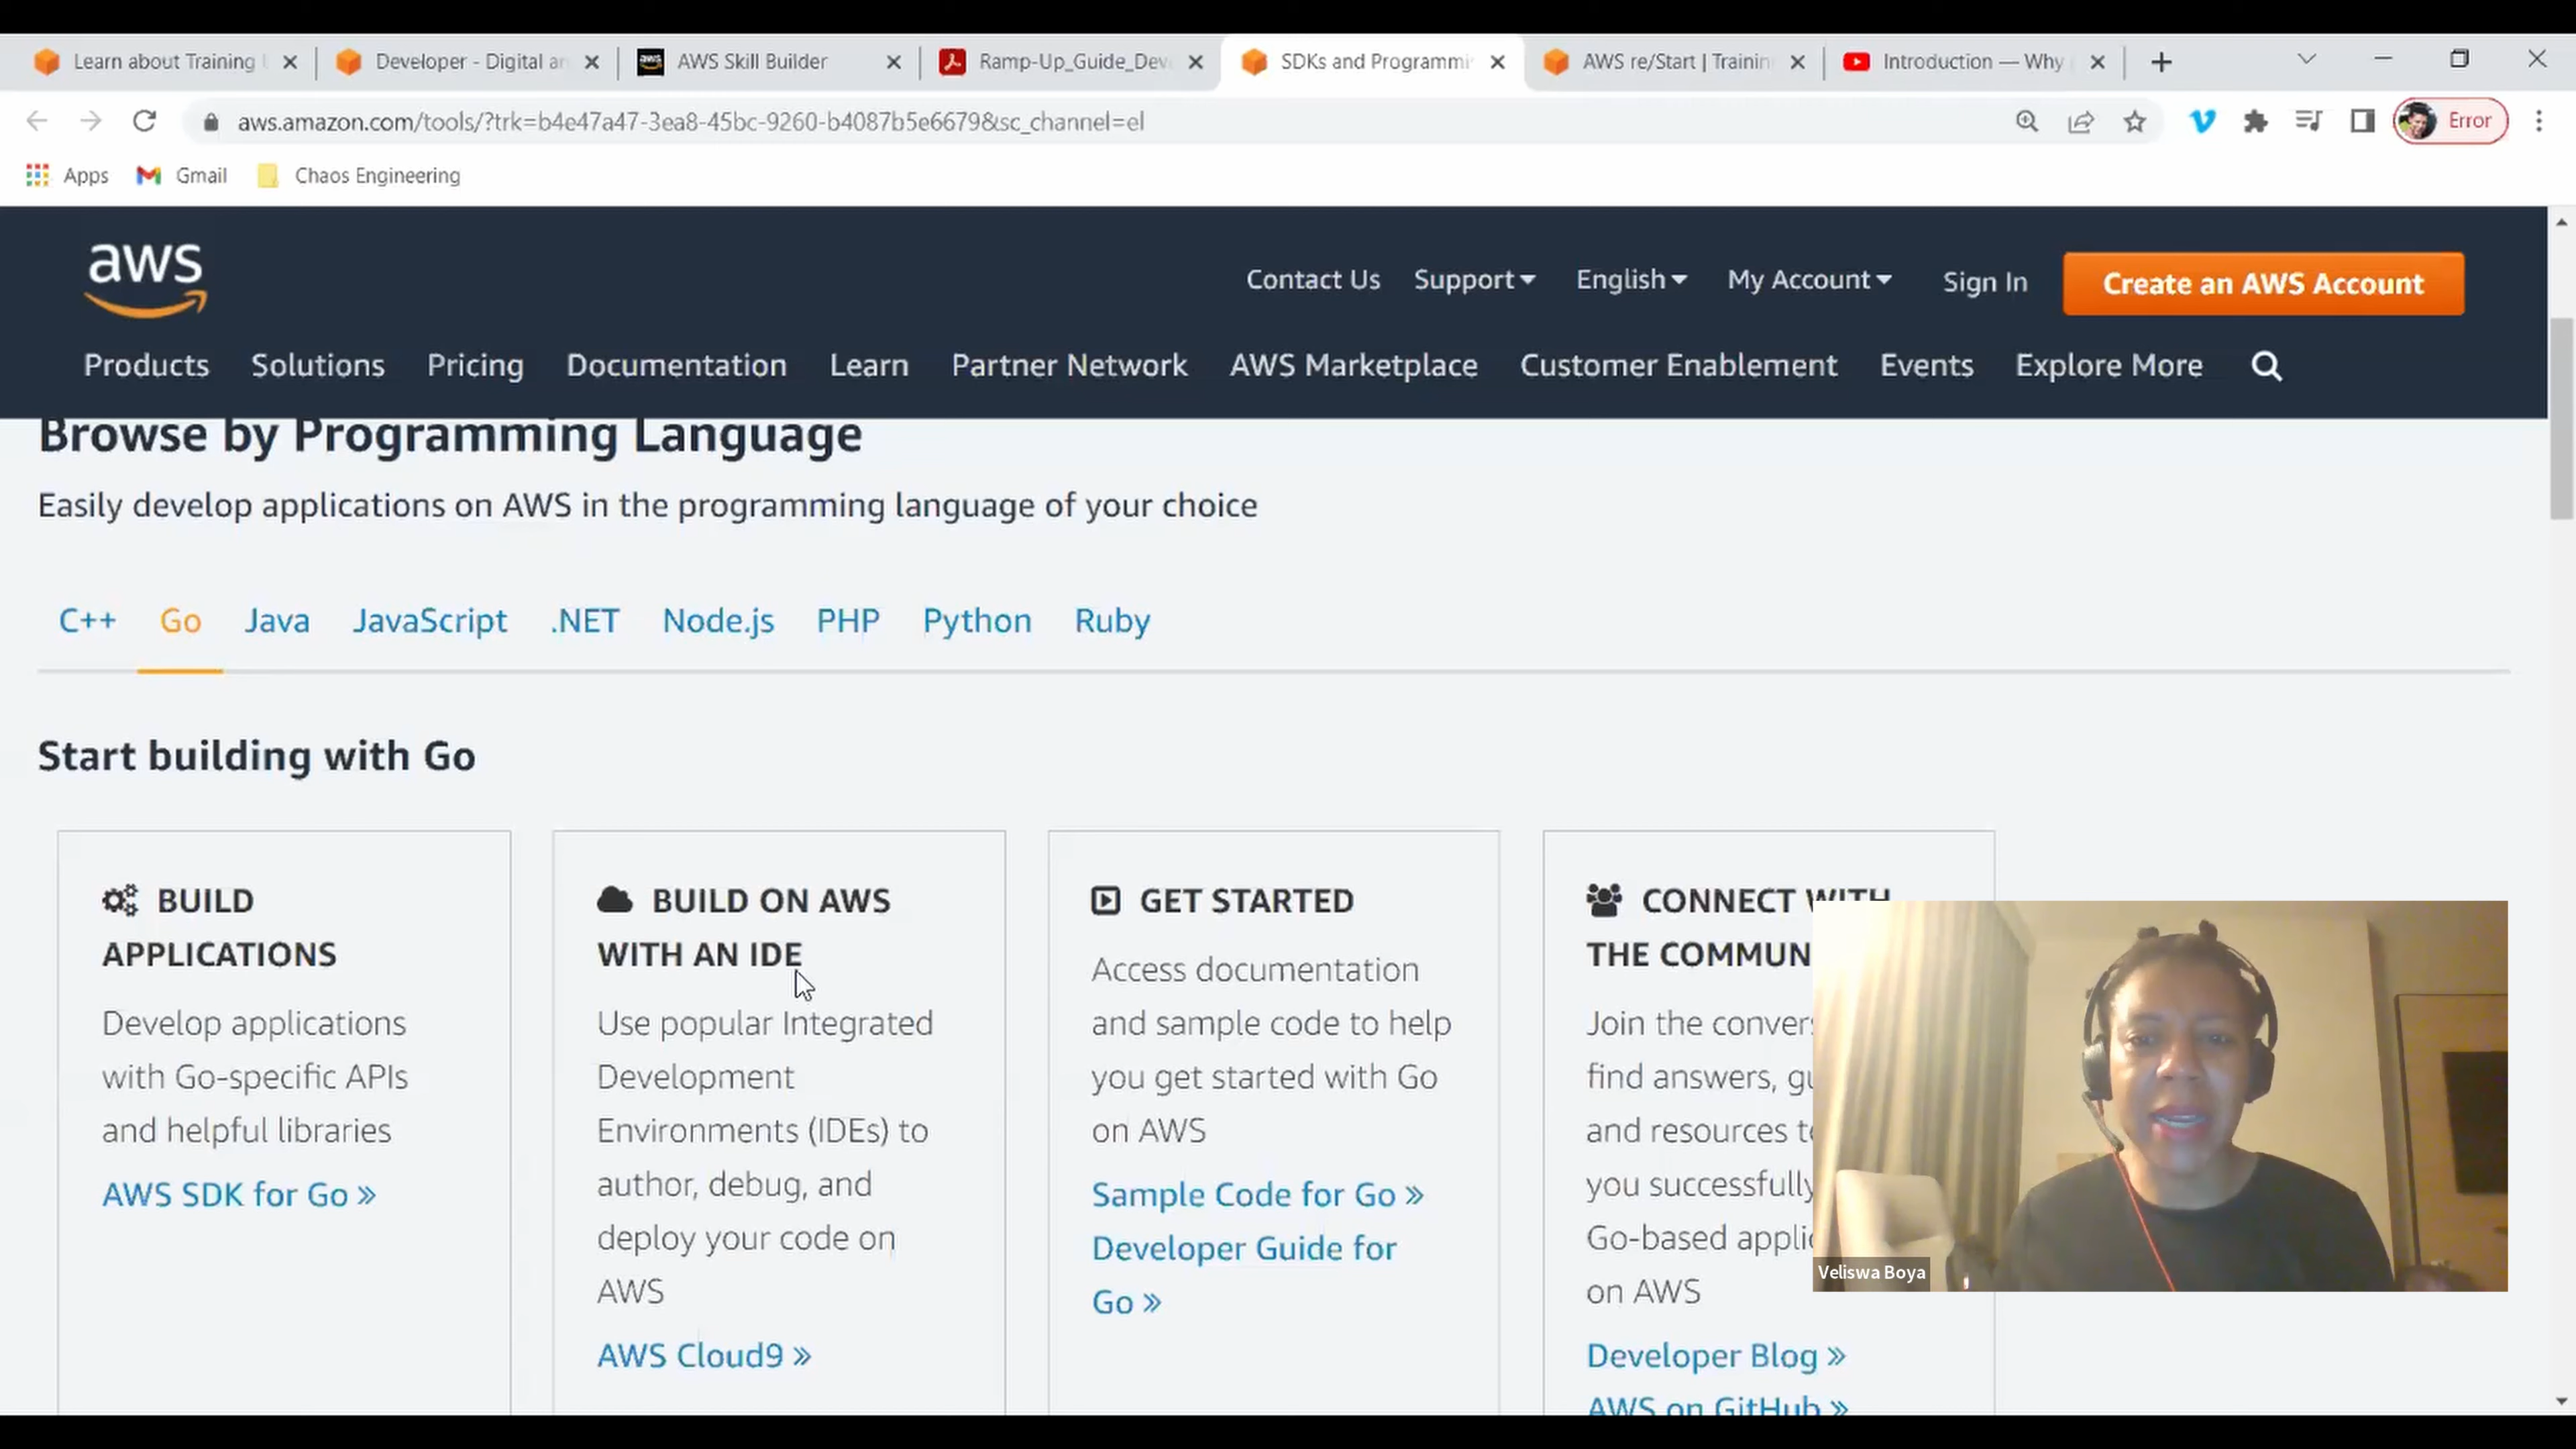 Learn about Training
Developer - Digital an
AWS Skill Builder
Ramp-Up_Guide_Dev
SDKs and Programmi
AWS re/Start | Trainin
Introduction — Why
aws.amazon.com/tools/?trk=b4e47a47-3ea8-45bc-9260-b4087b5e6679&sc_channel=el
Error
Apps
Gmail
Chaos Engineering
aws
Contact Us
Support
English
My Account
Sign In
Create an AWS Account
Products
Solutions
Pricing
Documentation
Learn
Partner Network
AWS Marketplace
Customer Enablement
Events
Explore More
Browse by Programming Language
Easily develop applications on AWS in the programming language of your choice
C++ Go Java JavaScript .NET Node.js PHP Python Ruby
Start building with Go
BUILD
APPLICATIONS
Develop applications
with Go-specific APIs
and helpful libraries
AWS SDK for Go »
BUILD ON AWS
WITH AN IDE
Use popular Integrated
Development
Environments (IDEs) to
author, debug, and
deploy your code on
AWS
AWS Cloud9 »
GET STARTED
Access documentation
and sample code to help
you get started with Go
on AWS
Sample Code for Go »
Developer Guide for
Go »
CONNECT WITH
THE COMMUN
Join the conver
find answers, gu
and resources t
you successfully
Go-based appli
on AWS
Developer Blog »
AWS on GitHub »
Veliswa Boya